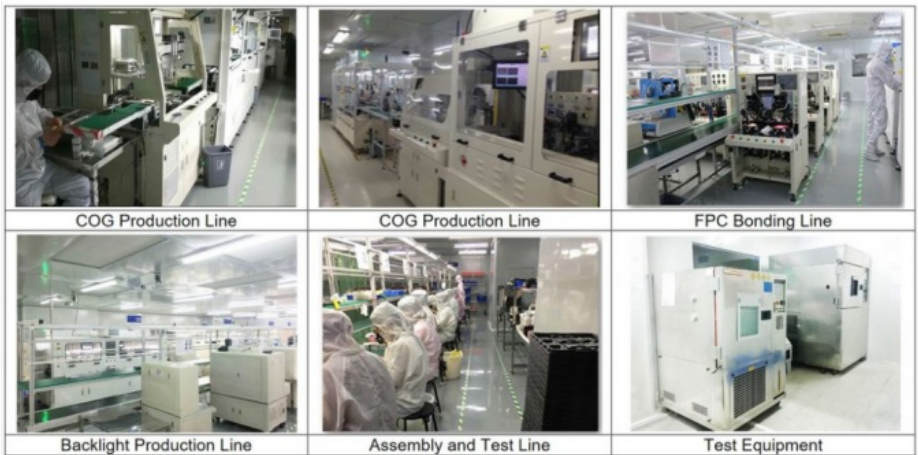 COG Production Line
COG Production Line
FPC Bonding Line
Backlight Production Line
Assembly and Test Line
Test Equipment